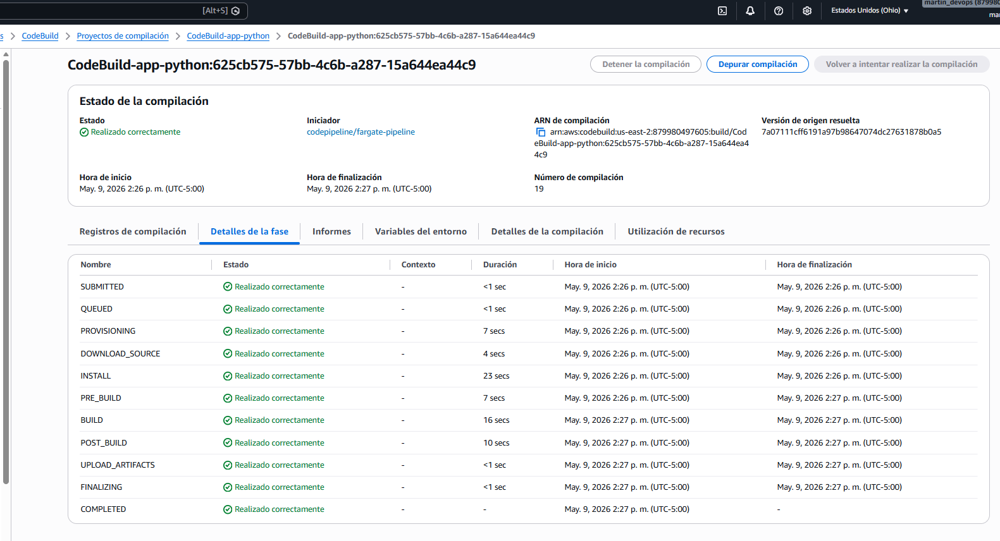 [Alt+S]
Estados Unidos (Ohio)
martin_devops (879980
s > CodeBuild > Proyectos de compilación > CodeBuild-app-python > CodeBuild-app-python:625cb575-57bb-4c6b-a287-15a644ea44c9
CodeBuild-app-python:625cb575-57bb-4c6b-a287-15a644ea44c9
Detener la compilación
Depurar compilación
Volver a intentar realizar la compilación
Estado de la compilación
Estado
Realizado correctamente
Iniciador
codepipeline/fargate-pipeline
ARN de compilación
arn:aws:codebuild:us-east-2:879980497605:build/Cod
eBuild-app-python:625cb575-57bb-4c6b-a287-15a644ea4
4c9
Versión de origen resuelta
7a07111cff6191a97b98647074dc27631878b0a5
Hora de inicio
May. 9, 2026 2:26 p. m. (UTC-5:00)
Hora de finalización
May. 9, 2026 2:27 p. m. (UTC-5:00)
Número de compilación
19
Registros de compilación
Detalles de la fase
Informes
Variables del entorno
Detalles de la compilación
Utilización de recursos
Nombre Estado Contexto Duración Hora de inicio Hora de finalización
SUBMITTED Realizado correctamente - <1 sec May. 9, 2026 2:26 p. m. (UTC-5:00) May. 9, 2026 2:26 p. m. (UTC-5:00)
QUEUED Realizado correctamente - <1 sec May. 9, 2026 2:26 p. m. (UTC-5:00) May. 9, 2026 2:26 p. m. (UTC-5:00)
PROVISIONING Realizado correctamente - 7 secs May. 9, 2026 2:26 p. m. (UTC-5:00) May. 9, 2026 2:26 p. m. (UTC-5:00)
DOWNLOAD_SOURCE Realizado correctamente - 4 secs May. 9, 2026 2:26 p. m. (UTC-5:00) May. 9, 2026 2:26 p. m. (UTC-5:00)
INSTALL Realizado correctamente - 23 secs May. 9, 2026 2:26 p. m. (UTC-5:00) May. 9, 2026 2:26 p. m. (UTC-5:00)
PRE_BUILD Realizado correctamente - 7 secs May. 9, 2026 2:26 p. m. (UTC-5:00) May. 9, 2026 2:27 p. m. (UTC-5:00)
BUILD Realizado correctamente - 16 secs May. 9, 2026 2:27 p. m. (UTC-5:00) May. 9, 2026 2:27 p. m. (UTC-5:00)
POST_BUILD Realizado correctamente - 10 secs May. 9, 2026 2:27 p. m. (UTC-5:00) May. 9, 2026 2:27 p. m. (UTC-5:00)
UPLOAD_ARTIFACTS Realizado correctamente - <1 sec May. 9, 2026 2:27 p. m. (UTC-5:00) May. 9, 2026 2:27 p. m. (UTC-5:00)
FINALIZING Realizado correctamente - <1 sec May. 9, 2026 2:27 p. m. (UTC-5:00) May. 9, 2026 2:27 p. m. (UTC-5:00)
COMPLETED Realizado correctamente - - May. 9, 2026 2:27 p. m. (UTC-5:00) -